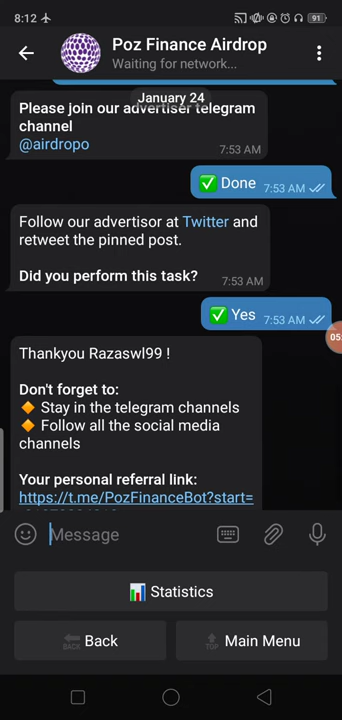 8:12
91
Poz Finance Airdrop
Waiting for network...
January 24
Please join our advertiser telegram
channel
@airdropo
7:53 AM
✅ Done 7:53 AM
Follow our advertisor at Twitter and
retweet the pinned post.
Did you perform this task?
7:53 AM
✅ Yes 7:53 AM
05
Thankyou Razaswl99 !
Don't forget to:
🔸 Stay in the telegram channels
🔸 Follow all the social media
channels
Your personal referral link:
https://t.me/PozFinanceBot?start=
Message
📊 Statistics
BACK Back
TOP Main Menu